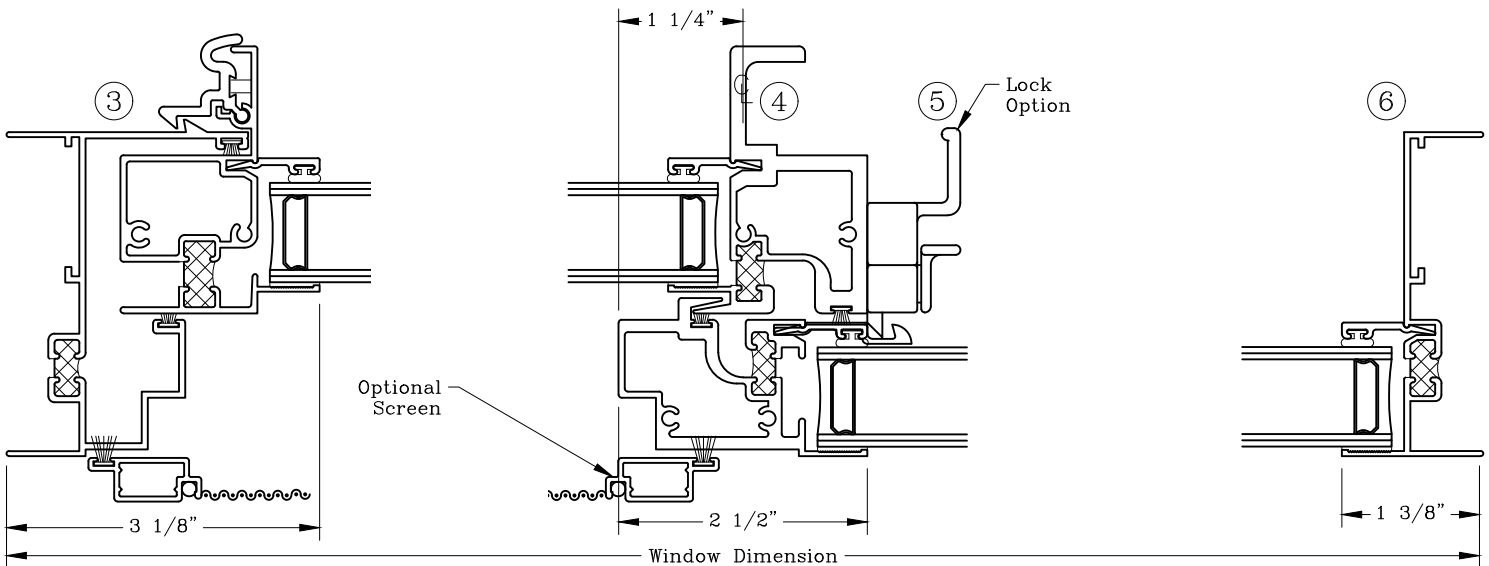 1 1/4”
3
4
5
Lock
Option
6
Optional
Screen
3 1/8”
2 1/2”
1 3/8”
Window Dimension